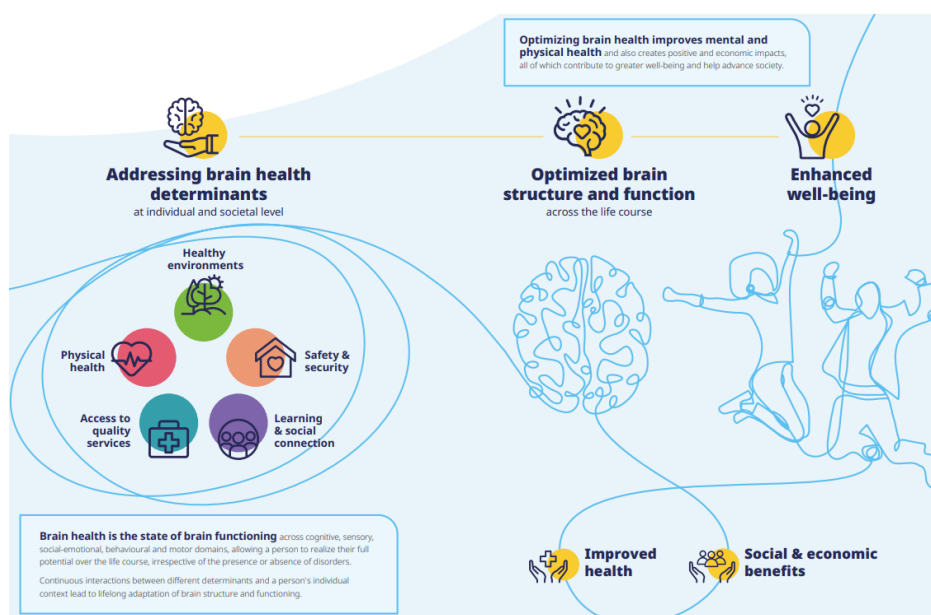 Optimizing brain health improves mental and
physical health and also creates positive and economic impacts,
all of which contribute to greater well-being and help advance society.
Addressing brain health
determinants
at individual and societal level
Optimized brain
structure and function
across the life course
Enhanced
well-being
Healthy
environments
Physical
health
Safety &
security
Access to
quality
services
Learning
& social
connection
Brain health is the state of brain functioning across cognitive, sensory,
social-emotional, behavioural and motor domains, allowing a person to realize their full
potential over the life course, irrespective of the presence or absence of disorders.
Continuous interactions between different determinants and a person's individual
context lead to lifelong adaptation of brain structure and functioning.
Improved
health
Social & economic
benefits